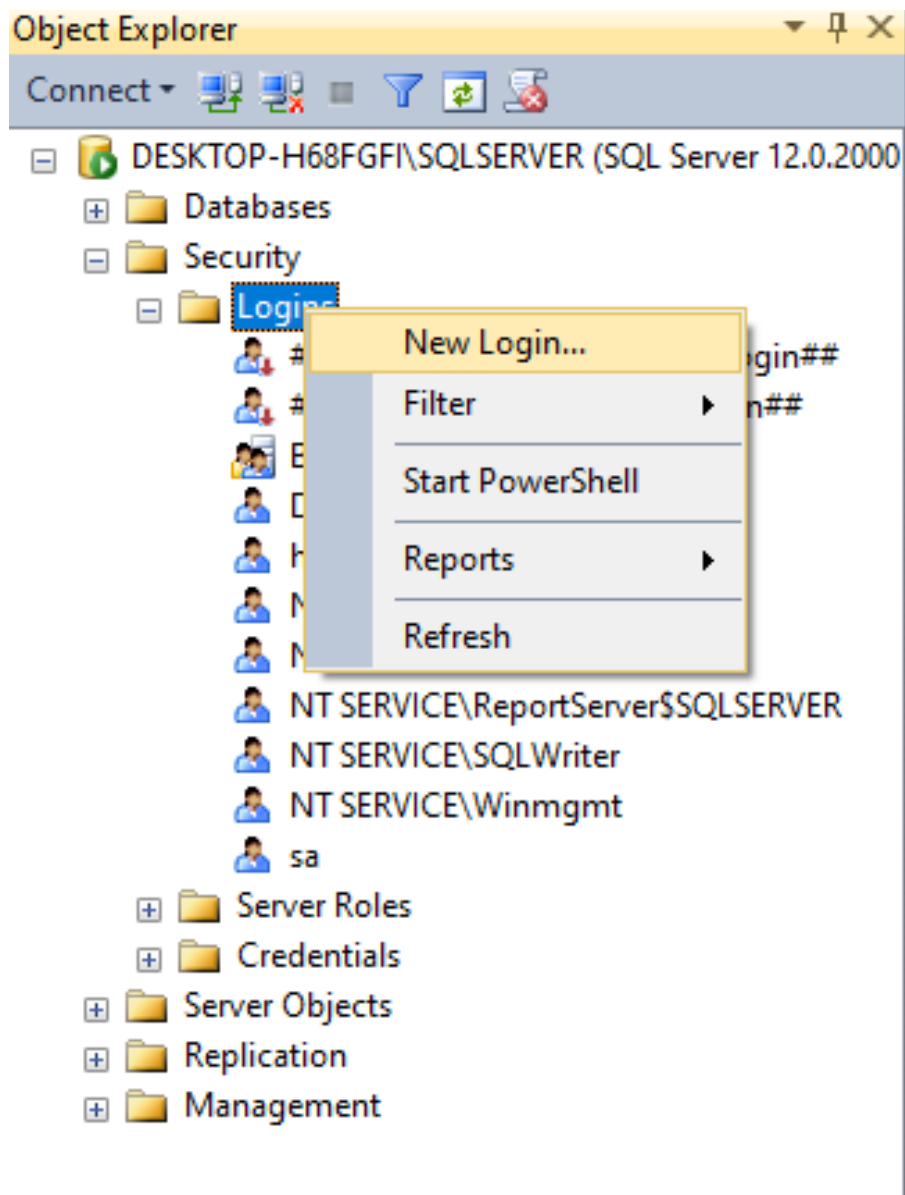 Object Explorer
Connect
DESKTOP-H68FGFI\SQLSERVER (SQL Server 12.0.2000
Databases
Security
Logins
New Login...
Filter
Start PowerShell
Reports
Refresh
NT SERVICE\ReportServer$SQLSERVER
NT SERVICE\SQLWriter
NT SERVICE\Winmgmt
sa
Server Roles
Credentials
Server Objects
Replication
Management